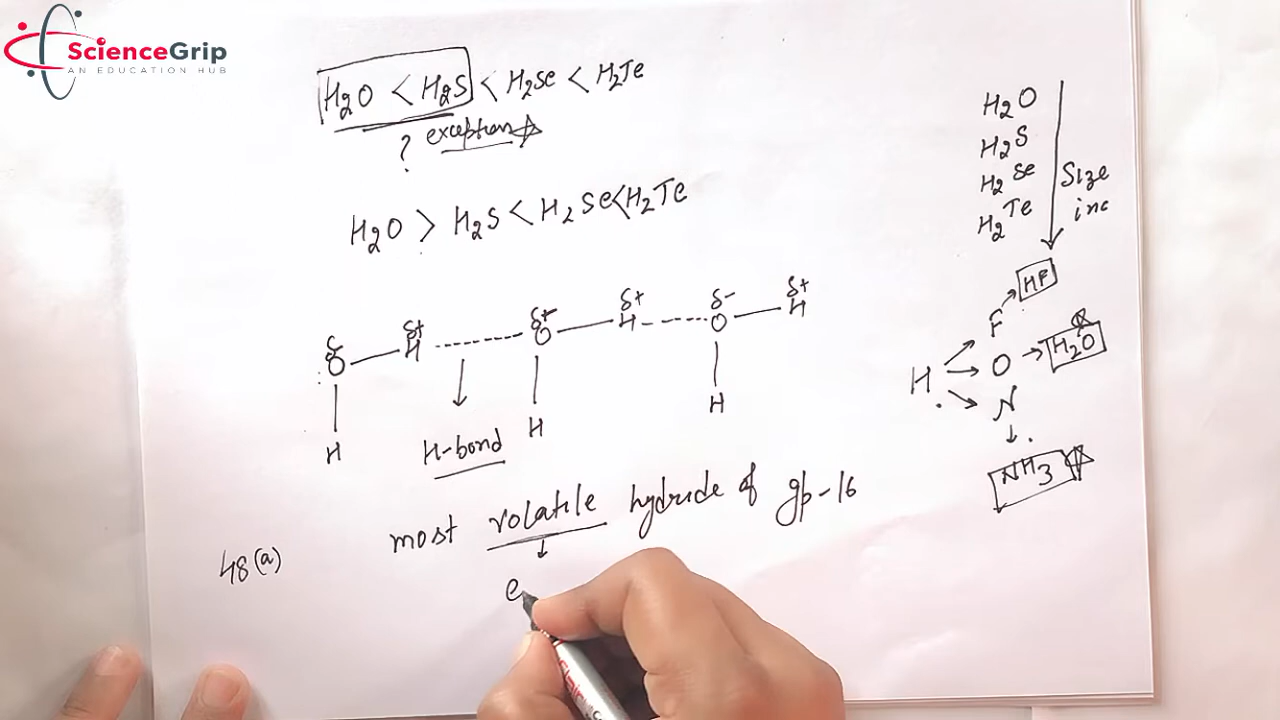 ScienceGrip
AN EDUCATION HUB
H2O < H2S < H2Se < H2Te
? exception
H2O > H2S < H2Se < H2Te
H2O
H2S
H2Se
H2Te
Size
inc
δ- δ+ δ+ δ+ δ- δ+
:O — H ------ O — H ----- O — H
H H H
H-bond
H
F → HF
O → H2O
N
NH3
48(a) most volatile hydride of gp-16
e